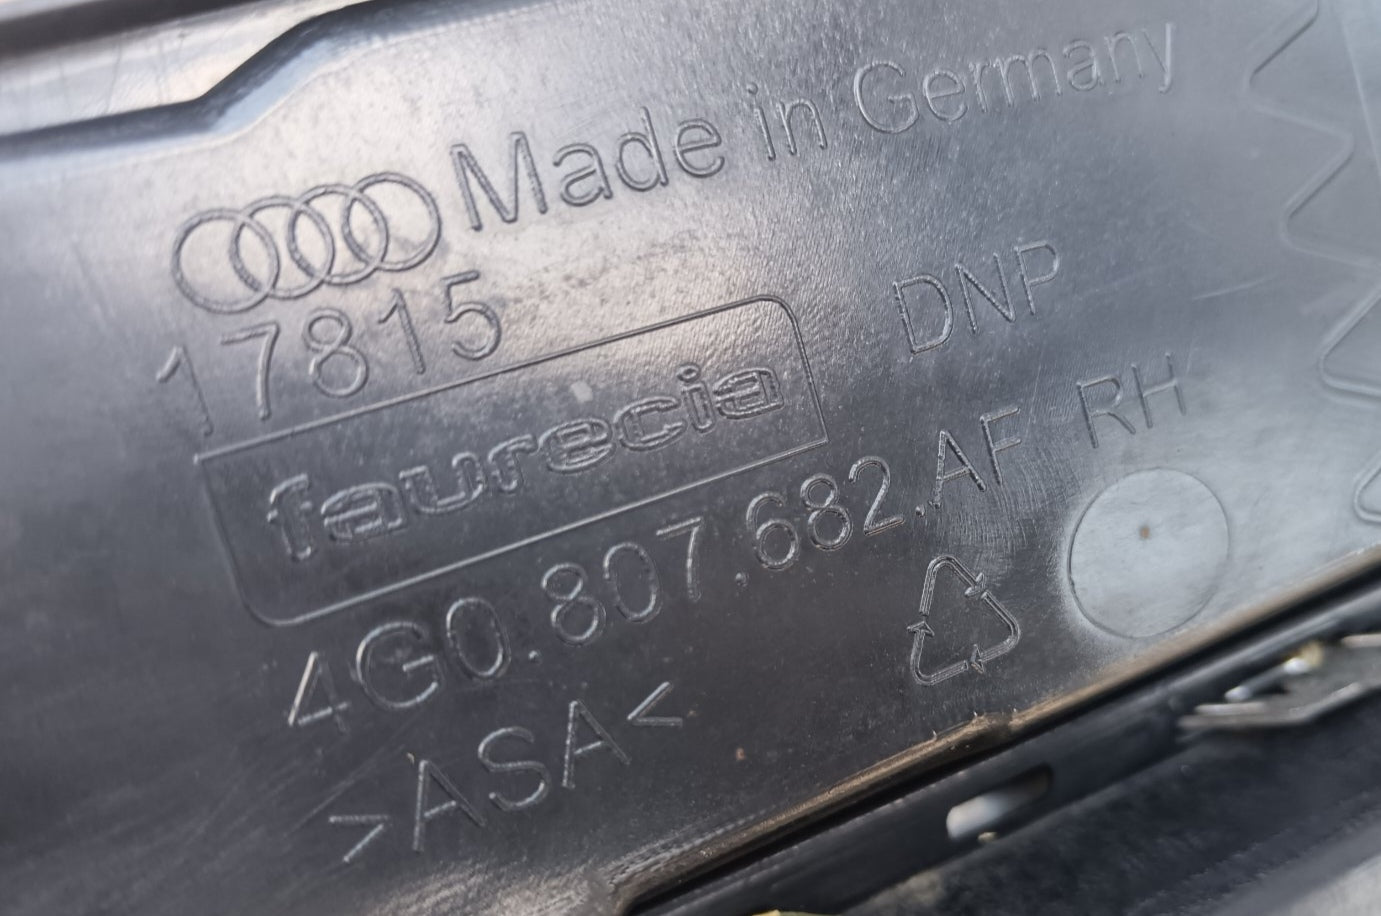 Made in Germany
17815
DNP
faurecia
4G0.807.682.AF RH
>ASA<